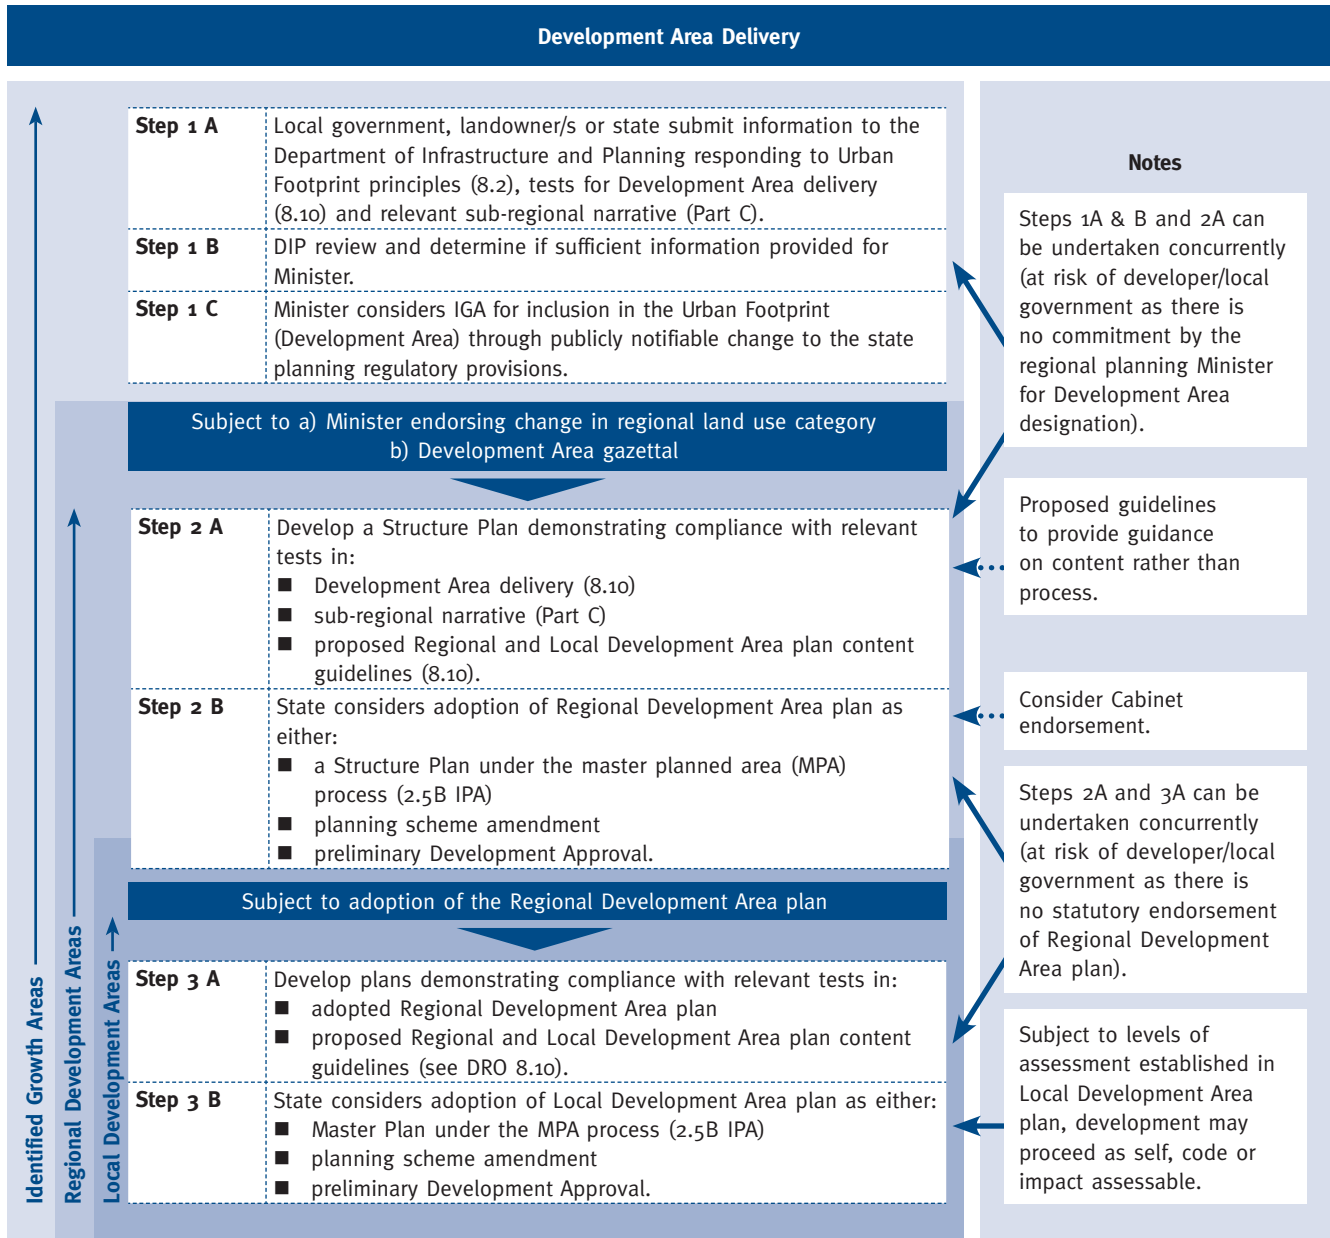 Development Area Delivery
Step 1 A
Local government, landowner/s or state submit information to the
Department of Infrastructure and Planning responding to Urban
Footprint principles (8.2), tests for Development Area delivery
(8.10) and relevant sub-regional narrative (Part C).
Step 1 B
DIP review and determine if sufficient information provided for
Minister.
Step 1 C
Minister considers IGA for inclusion in the Urban Footprint
(Development Area) through publicly notifiable change to the state
planning regulatory provisions.
Subject to a) Minister endorsing change in regional land use category
b) Development Area gazettal
Step 2 A
Develop a Structure Plan demonstrating compliance with relevant
tests in:
■ Development Area delivery (8.10)
■ sub-regional narrative (Part C)
■ proposed Regional and Local Development Area plan content
guidelines (8.10).
Step 2 B
State considers adoption of Regional Development Area plan as
either:
■ a Structure Plan under the master planned area (MPA)
process (2.5B IPA)
■ planning scheme amendment
■ preliminary Development Approval.
Subject to adoption of the Regional Development Area plan
Step 3 A
Develop plans demonstrating compliance with relevant tests in:
■ adopted Regional Development Area plan
■ proposed Regional and Local Development Area plan content
guidelines (see DRO 8.10).
Step 3 B
State considers adoption of Local Development Area plan as either:
■ Master Plan under the MPA process (2.5B IPA)
■ planning scheme amendment
■ preliminary Development Approval.
Identified Growth Areas
Regional Development Areas
Local Development Areas
Notes
Steps 1A & B and 2A can
be undertaken concurrently
(at risk of developer/local
government as there is
no commitment by the
regional planning Minister
for Development Area
designation).
Proposed guidelines
to provide guidance
on content rather than
process.
Consider Cabinet
endorsement.
Steps 2A and 3A can be
undertaken concurrently
(at risk of developer/local
government as there is
no statutory endorsement
of Regional Development
Area plan).
Subject to levels of
assessment established in
Local Development Area
plan, development may
proceed as self, code or
impact assessable.